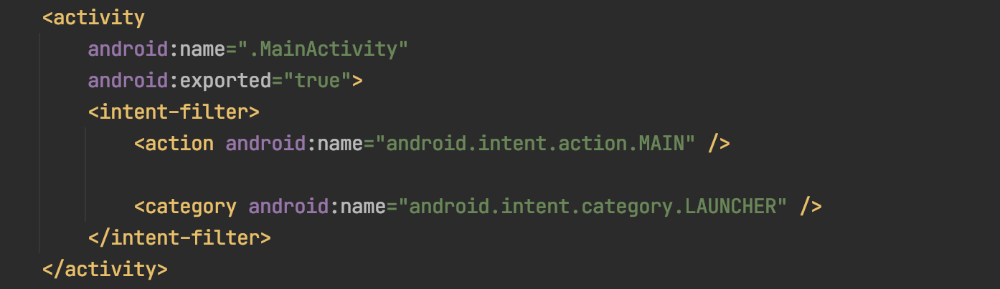 <activity
android:name=".MainActivity"
android:exported="true">
<intent-filter>
<action android:name="android.intent.action.MAIN" />
<category android:name="android.intent.category.LAUNCHER" />
</intent-filter>
</activity>